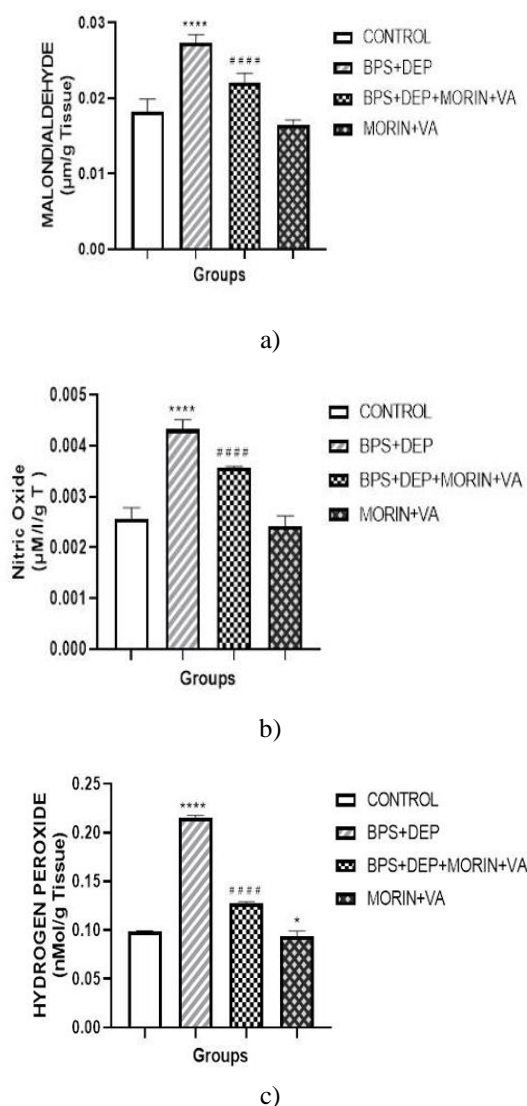 ****
####
0.03
0.02
0.01
0.00
MALONDIALDEHYDE
(µm/g Tissue)
Groups
CONTROL
BPS+DEP
BPS+DEP+MORIN+VA
MORIN+VA
a)
****
####
0.005
0.004
0.003
0.002
0.001
0.000
Nitric Oxide
(µM/l/g T )
Groups
CONTROL
BPS+DEP
BPS+DEP+MORIN+VA
MORIN+VA
b)
****
####
*
0.25
0.20
0.15
0.10
0.05
0.00
HYDROGEN PEROXIDE
(nMol/g Tissue)
Groups
CONTROL
BPS+DEP
BPS+DEP+MORIN+VA
MORIN+VA
c)